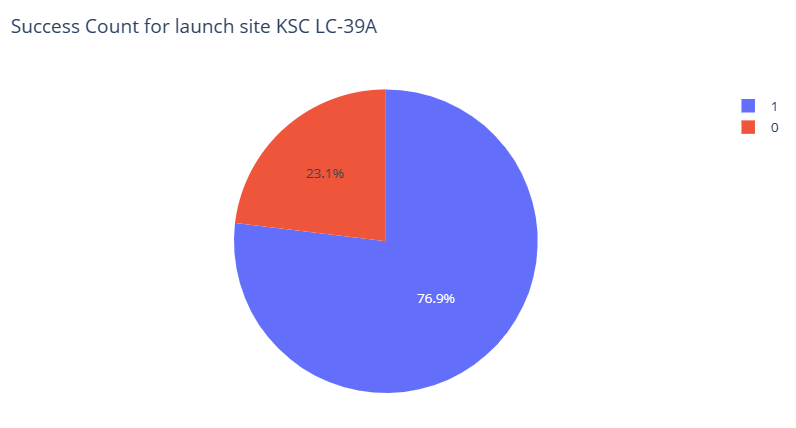 Success Count for launch site KSC LC-39A
1
0
23.1%
76.9%